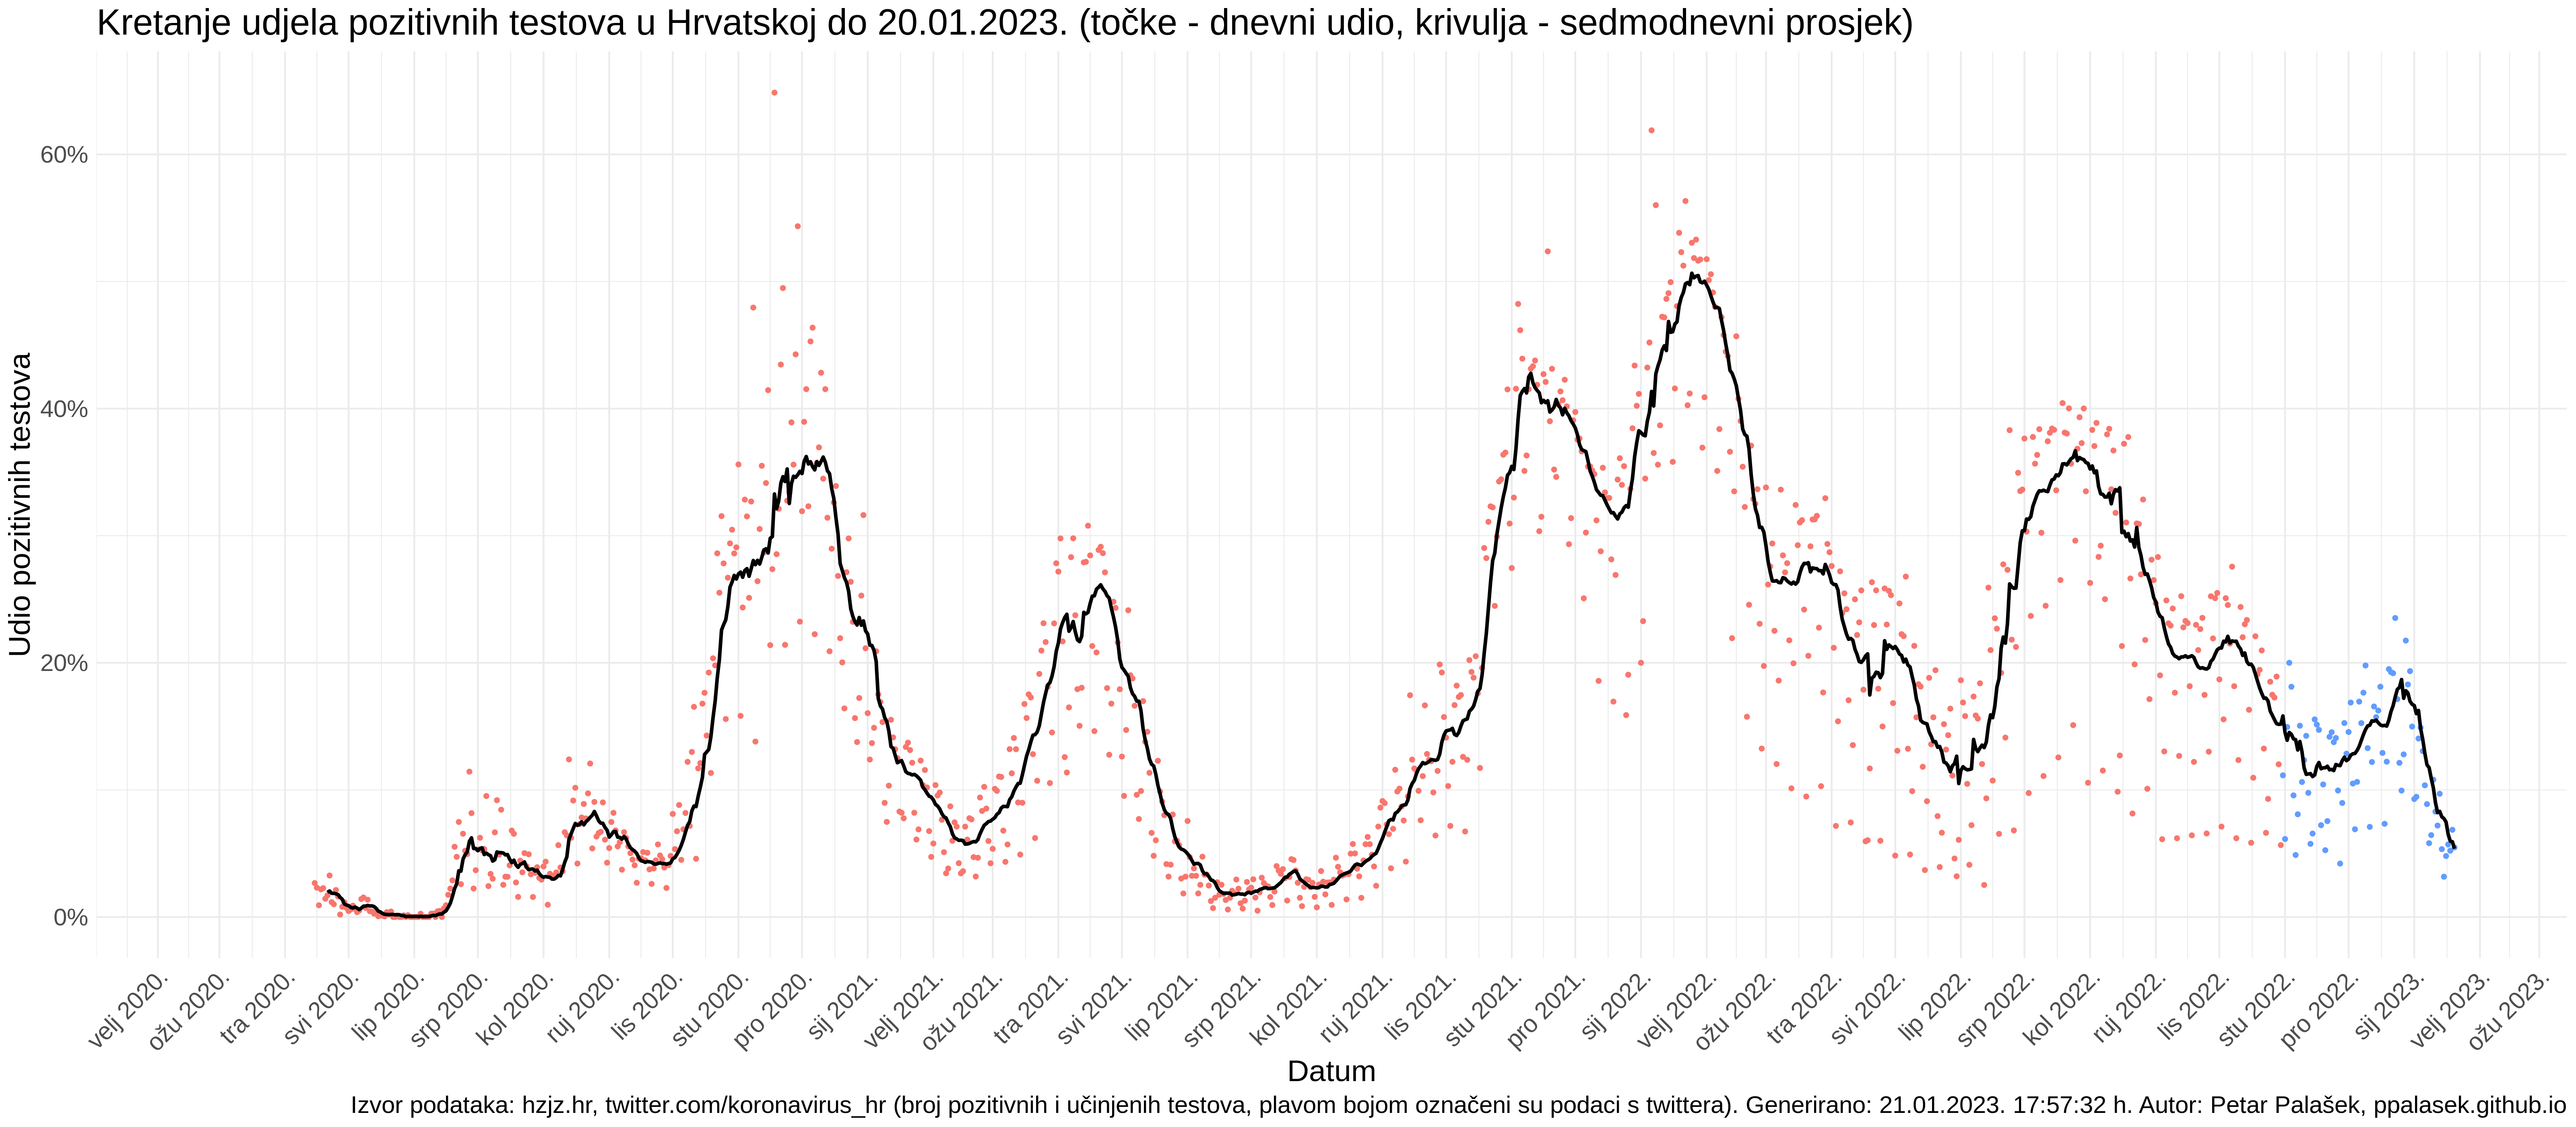 Kretanje udjela pozitivnih testova u Hrvatskoj do 20.01.2023. (točke - dnevni udio, krivulja - sedmodnevni prosjek)
Udio pozitivnih testova
60%
40%
20%
0%
velj 2020.
ožu 2020.
tra 2020.
svi 2020.
lip 2020.
srp 2020.
kol 2020.
ruj 2020.
lis 2020.
stu 2020.
pro 2020.
sij 2021.
velj 2021.
ožu 2021.
tra 2021.
svi 2021.
lip 2021.
srp 2021.
kol 2021.
ruj 2021.
lis 2021.
stu 2021.
pro 2021.
sij 2022.
velj 2022.
ožu 2022.
tra 2022.
svi 2022.
lip 2022.
srp 2022.
kol 2022.
ruj 2022.
lis 2022.
stu 2022.
pro 2022.
sij 2023.
velj 2023.
ožu 2023.
Datum
Izvor podataka: hzjz.hr, twitter.com/koronavirus_hr (broj pozitivnih i učinjenih testova, plavom bojom označeni su podaci s twittera). Generirano: 21.01.2023. 17:57:32 h. Autor: Petar Palašek, ppalasek.github.io